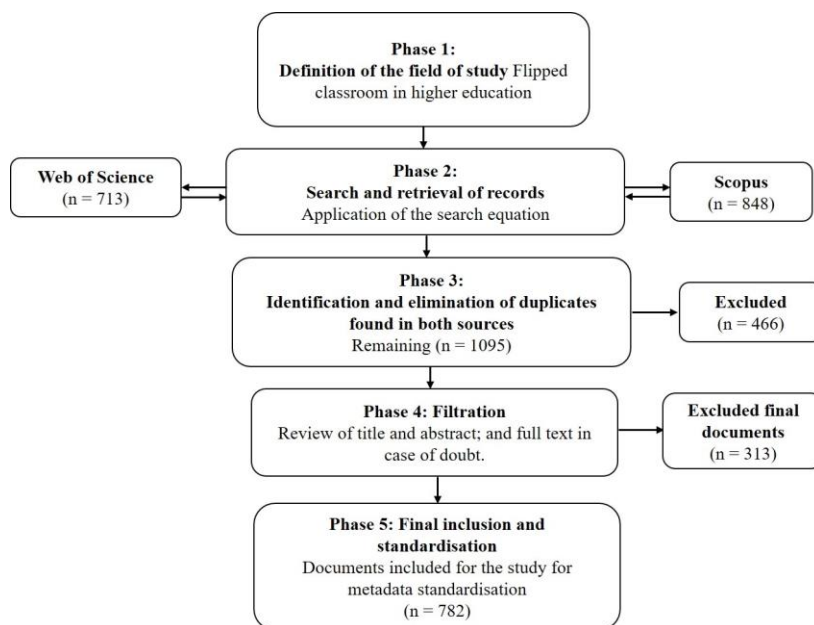 Phase 1:
Definition of the field of study Flipped
classroom in higher education
Web of Science
(n = 713)
Phase 2:
Search and retrieval of records
Application of the search equation
Scopus
(n = 848)
Phase 3:
Identification and elimination of duplicates
found in both sources
Remaining (n = 1095)
Excluded
(n = 466)
Phase 4: Filtration
Review of title and abstract; and full text in
case of doubt.
Excluded final
documents
(n = 313)
Phase 5: Final inclusion and
standardisation
Documents included for the study for
metadata standardisation
(n = 782)